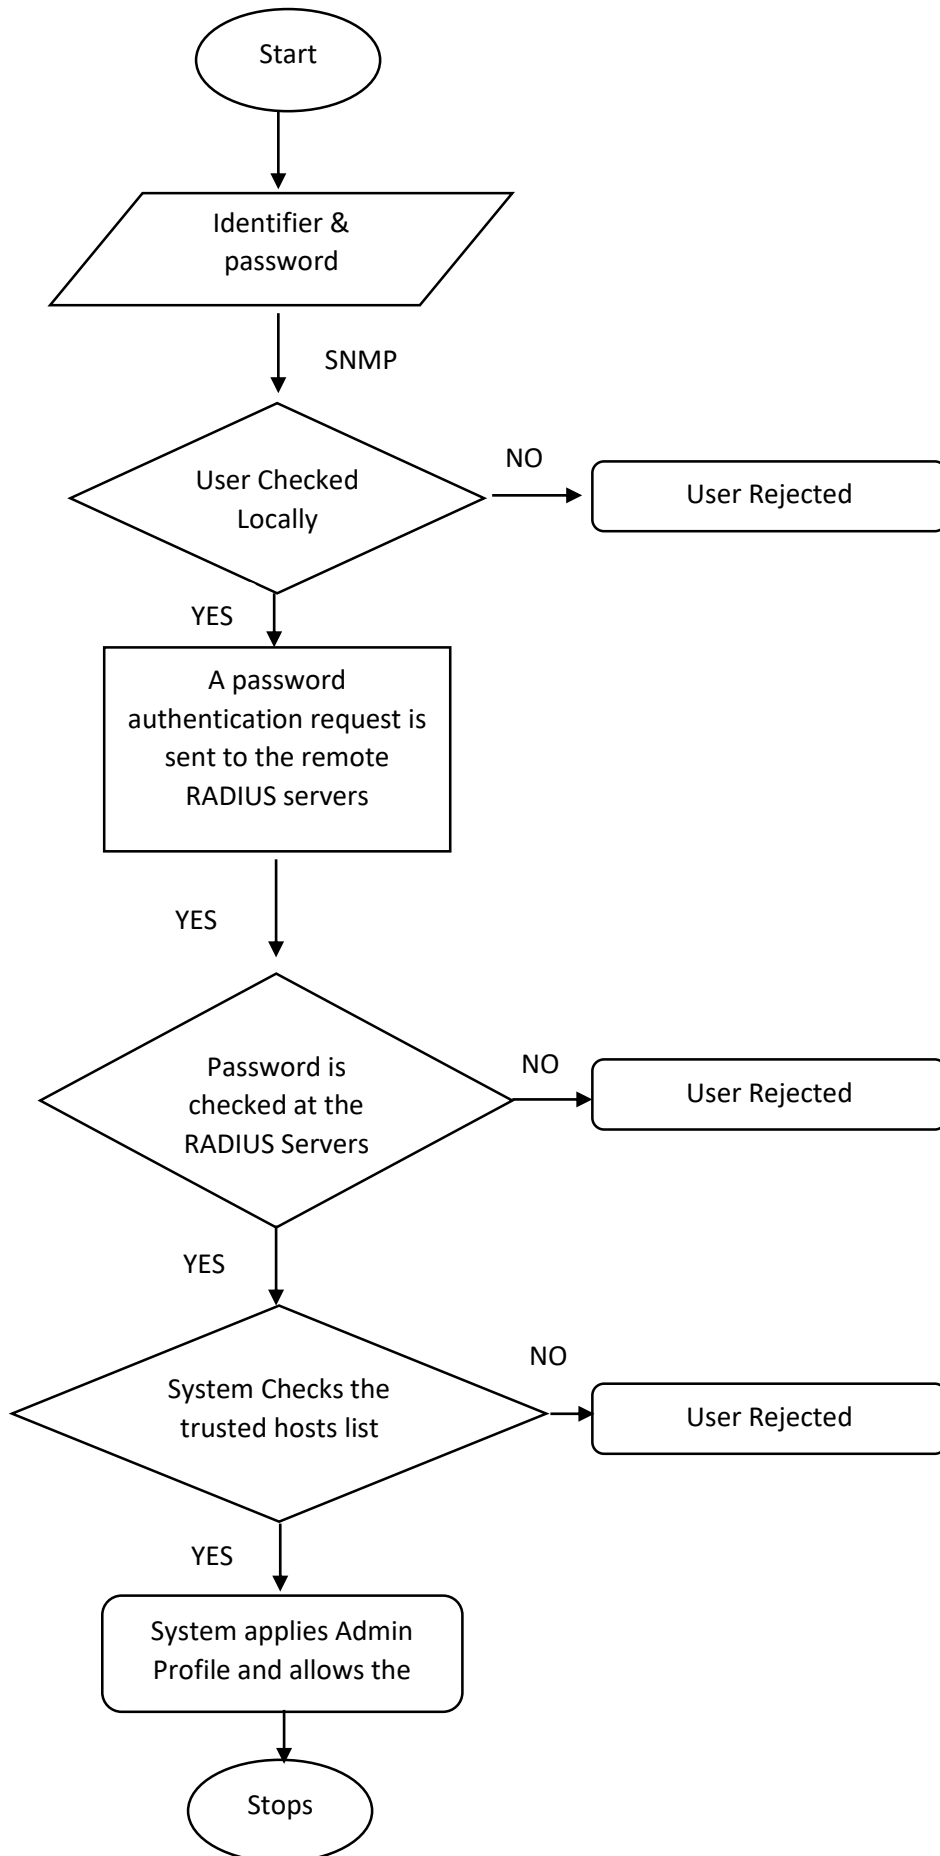 Start
Identifier &
password
SNMP
User Checked
Locally
NO
User Rejected
YES
A password
authentication request is
sent to the remote
RADIUS servers
YES
Password is
checked at the
RADIUS Servers
NO
User Rejected
YES
System Checks the
trusted hosts list
NO
User Rejected
YES
System applies Admin
Profile and allows the
Stops